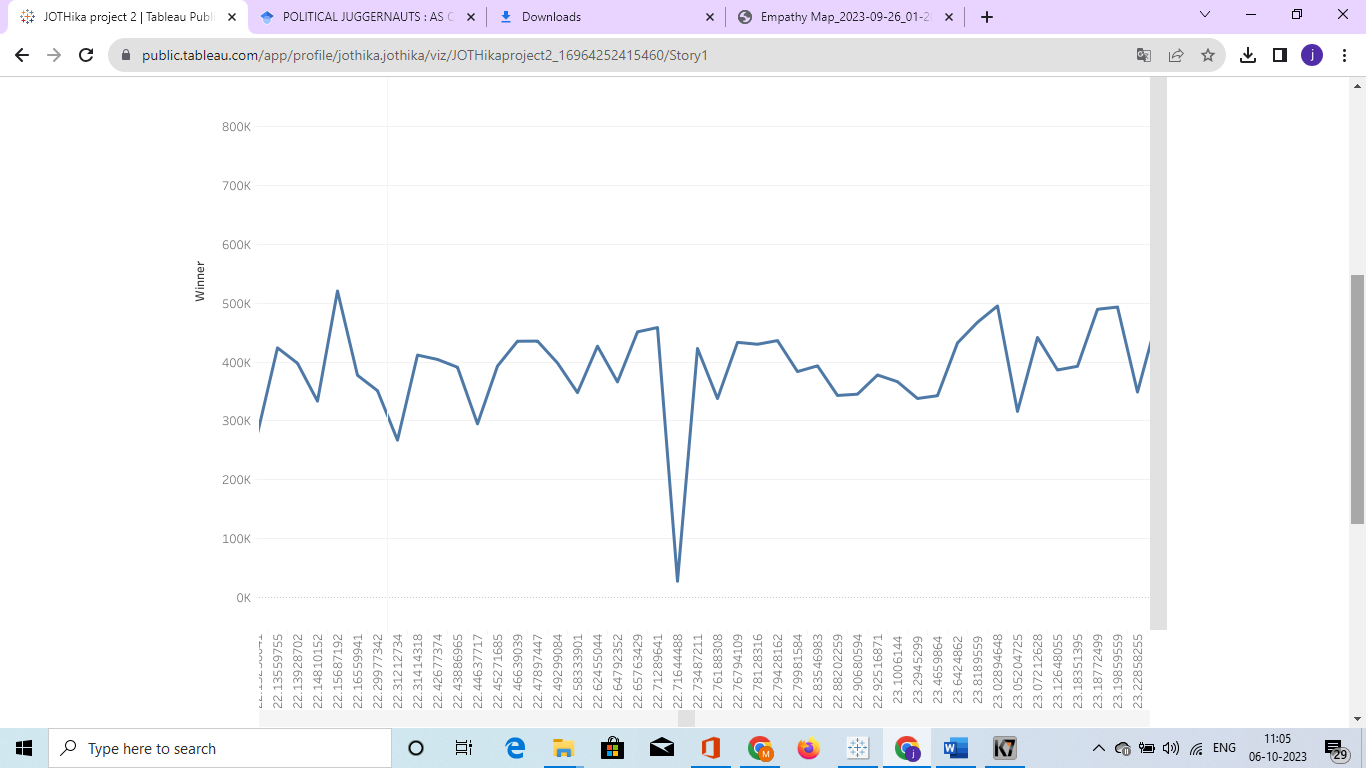 JOTHika project 2 | Tableau Publi
POLITICAL JUGGERNAUTS : AS
Downloads
Empathy Map_2023-09-26_01-20
public.tableau.com/app/profile/jothika.jothika/viz/JOTHikaproject2_16964252415460/Story1
j
800K
700K
600K
500K
400K
300K
200K
100K
0K
Winner
22.13559755
22.13928702
22.14810152
22.15687192
22.16559941
22.29977342
22.31212734
22.31414318
22.42677374
22.43886965
22.44637717
22.45271685
22.46639039
22.47897447
22.49299084
22.58333901
22.62455044
22.64792352
22.65763429
22.71289641
22.71644488
22.73487211
22.76188308
22.76794109
22.78128316
22.79428162
22.79981584
22.83546983
22.88202259
22.90680594
22.92516871
23.1006144
23.2945299
23.4659864
23.6424862
23.8189559
23.02894648
23.05204725
23.07212628
23.12648055
23.18351395
23.18772499
23.19859559
23.22858255
Type here to search
M
j
W
ENG
11:05
06-10-2023
29